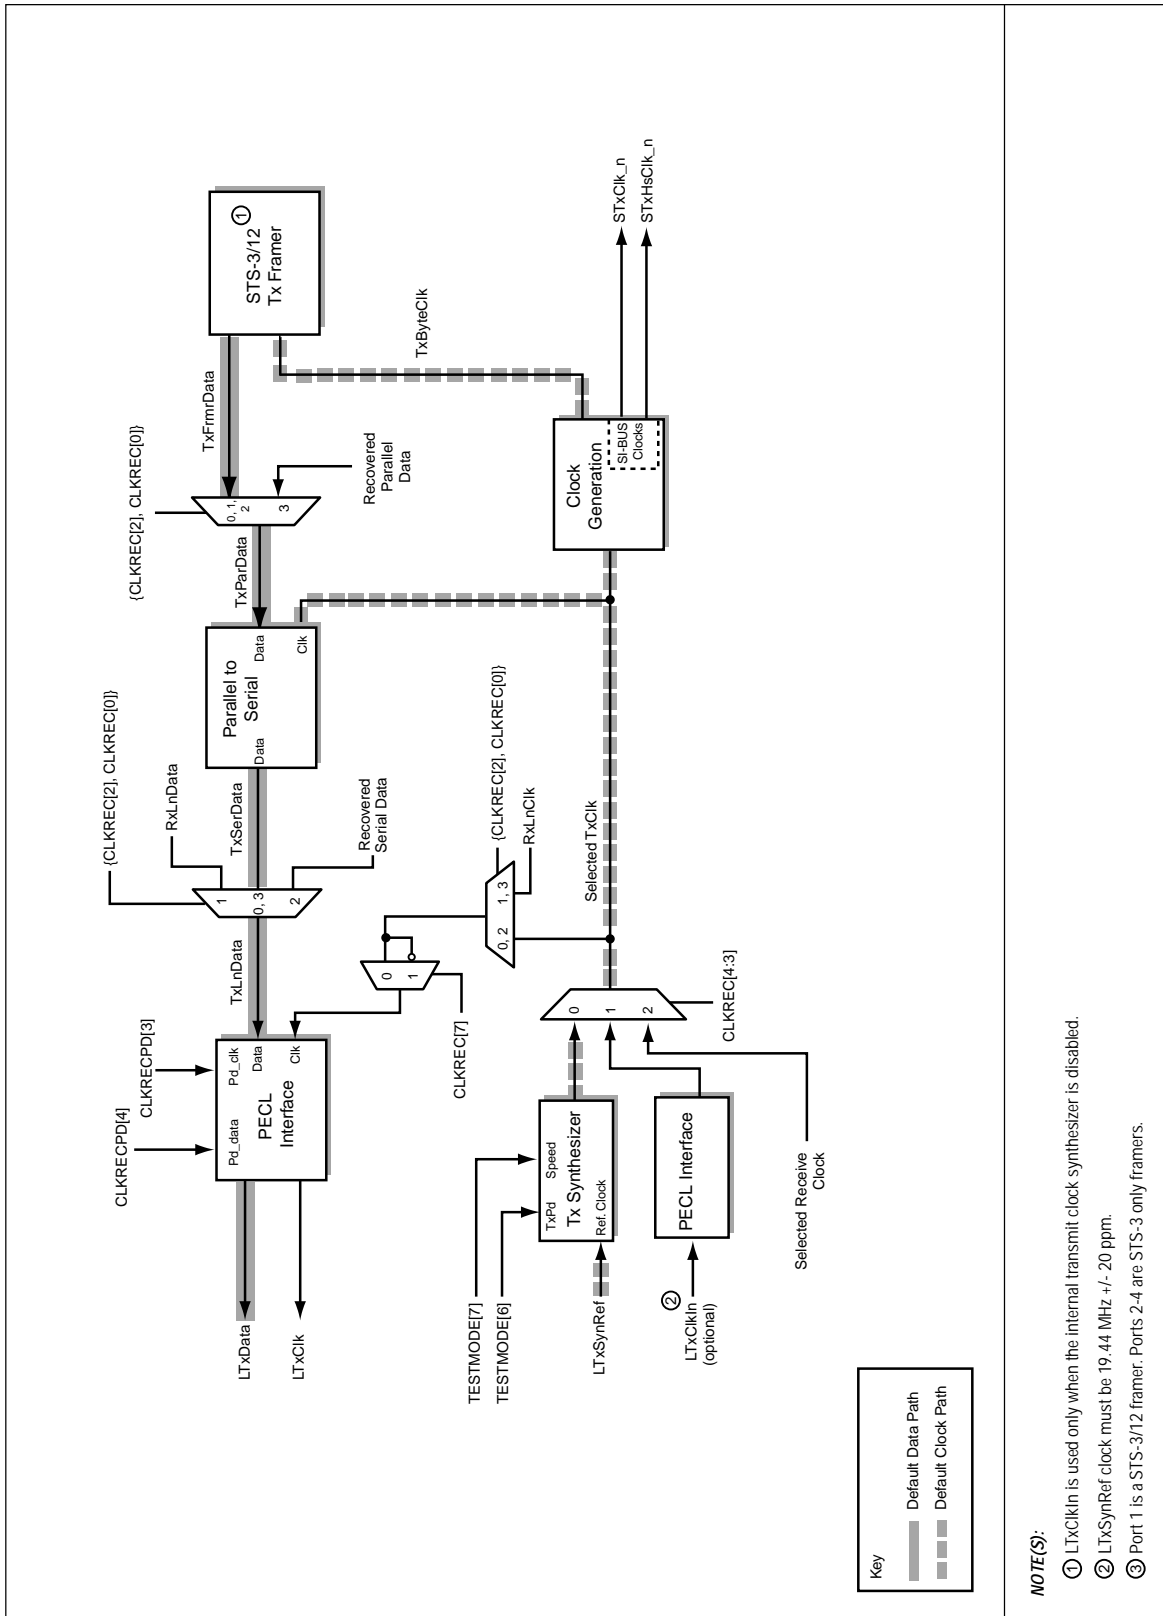 {CLKREC[2], CLKREC[0]}
STS-3/12 ①
Tx Framer
TxFrmrData
0, 1,
2
3
Recovered
Parallel
Data
TxParData
TxByteClk
STxClk_n
STxHsClk_n
SI-BUS
Clocks
Clock
Generation
{CLKREC[2], CLKREC[0]}
RxLnData
Parallel to
Serial
Data
Data
Clk
TxSerData
1
0, 3
2
Recovered
Serial Data
{CLKREC[2], CLKREC[0]}
RxLnClk
0, 2
1, 3
Selected TxClk
TxLnData
0
1
CLKREC[7]
CLKRECPD[4]
CLKRECPD[3]
Pd_data
Pd_clk
PECL
Interface
Data
Clk
LTxData
LTxClk
0
1
2
CLKREC[4:3]
TESTMODE[7]
TESTMODE[6]
TxPd
Speed
Tx Synthesizer
Ref. Clock
LTxSynRef
②
LTxClkIn
(optional)
PECL Interface
Selected Receive
Clock
Key
Default Data Path
Default Clock Path
NOTE(S):
① LTxClkIn is used only when the internal transmit clock synthesizer is disabled.
② LTxSynRef clock must be 19.44 MHz +/- 20 ppm.
③ Port 1 is a STS-3/12 framer. Ports 2-4 are STS-3 only framers.